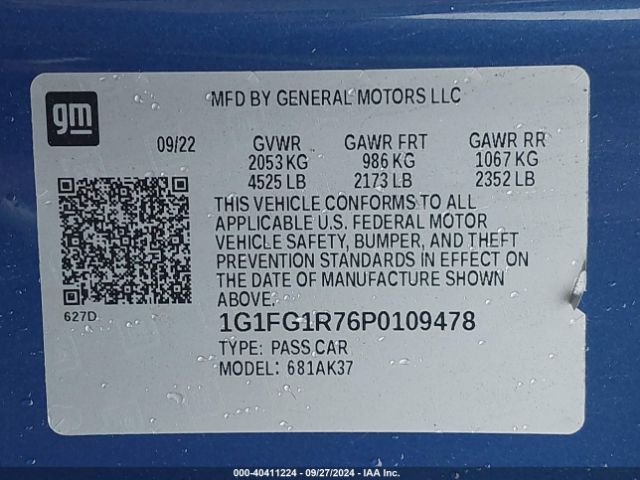 gm
MFD BY GENERAL MOTORS LLC
09/22 GVWR GAWR FRT GAWR RR
2053 KG 986 KG 1067 KG
4525 LB 2173 LB 2352 LB
THIS VEHICLE CONFORMS TO ALL
APPLICABLE U.S. FEDERAL MOTOR
VEHICLE SAFETY, BUMPER, AND THEFT
PREVENTION STANDARDS IN EFFECT ON
THE DATE OF MANUFACTURE SHOWN
ABOVE.
627D
1G1FG1R76P0109478
TYPE: PASS CAR
MODEL: 681AK37
000-40411224 - 09/27/2024 - IAA Inc.